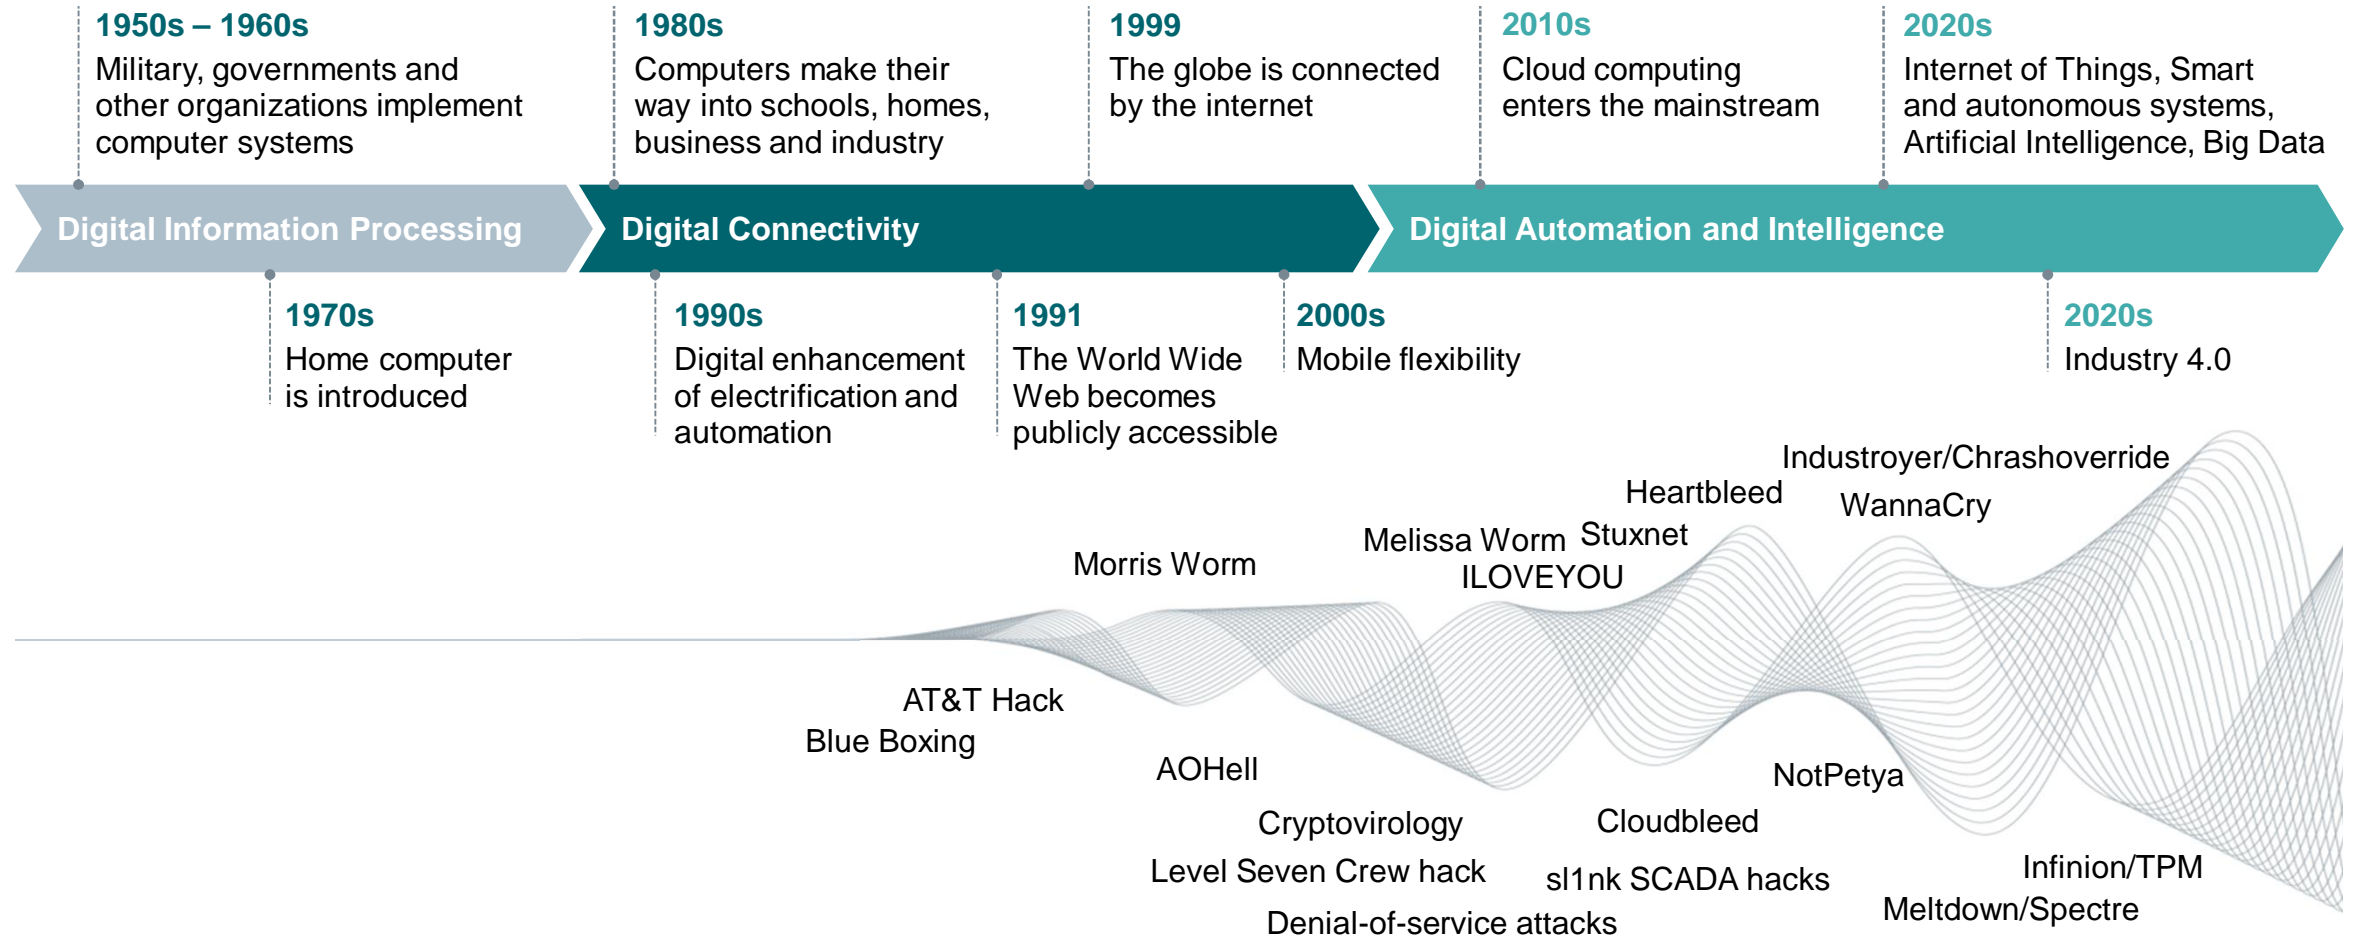 1950s – 1960s
Military, governments and
other organizations implement
computer systems
1980s
Computers make their
way into schools, homes,
business and industry
1999
The globe is connected
by the internet
2010s
Cloud computing
enters the mainstream
2020s
Internet of Things, Smart
and autonomous systems,
Artificial Intelligence, Big Data
Digital Information Processing
Digital Connectivity
Digital Automation and Intelligence
1970s
Home computer
is introduced
1990s
Digital enhancement
of electrification and
automation
1991
The World Wide
Web becomes
publicly accessible
2000s
Mobile flexibility
2020s
Industry 4.0
Industroyer/Chrashoverride
Heartbleed
WannaCry
Melissa Worm
Stuxnet
Morris Worm
ILOVEYOU
AT&T Hack
Blue Boxing
AOHell
NotPetya
Cryptovirology
Cloudbleed
Level Seven Crew hack
sl1nk SCADA hacks
Infinion/TPM
Denial-of-service attacks
Meltdown/Spectre